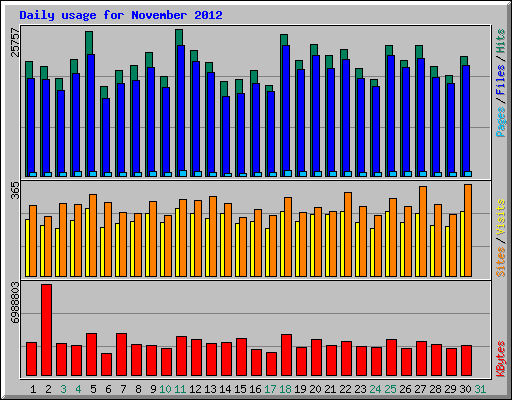 Daily usage for November 2012
25757
Pages / Files / Hits
365
Sites / Visits
6988803
KBytes
1 2 3 4 5 6 7 8 9 10 11 12 13 14 15 16 17 18 19 20 21 22 23 24 25 26 27 28 29 30 31